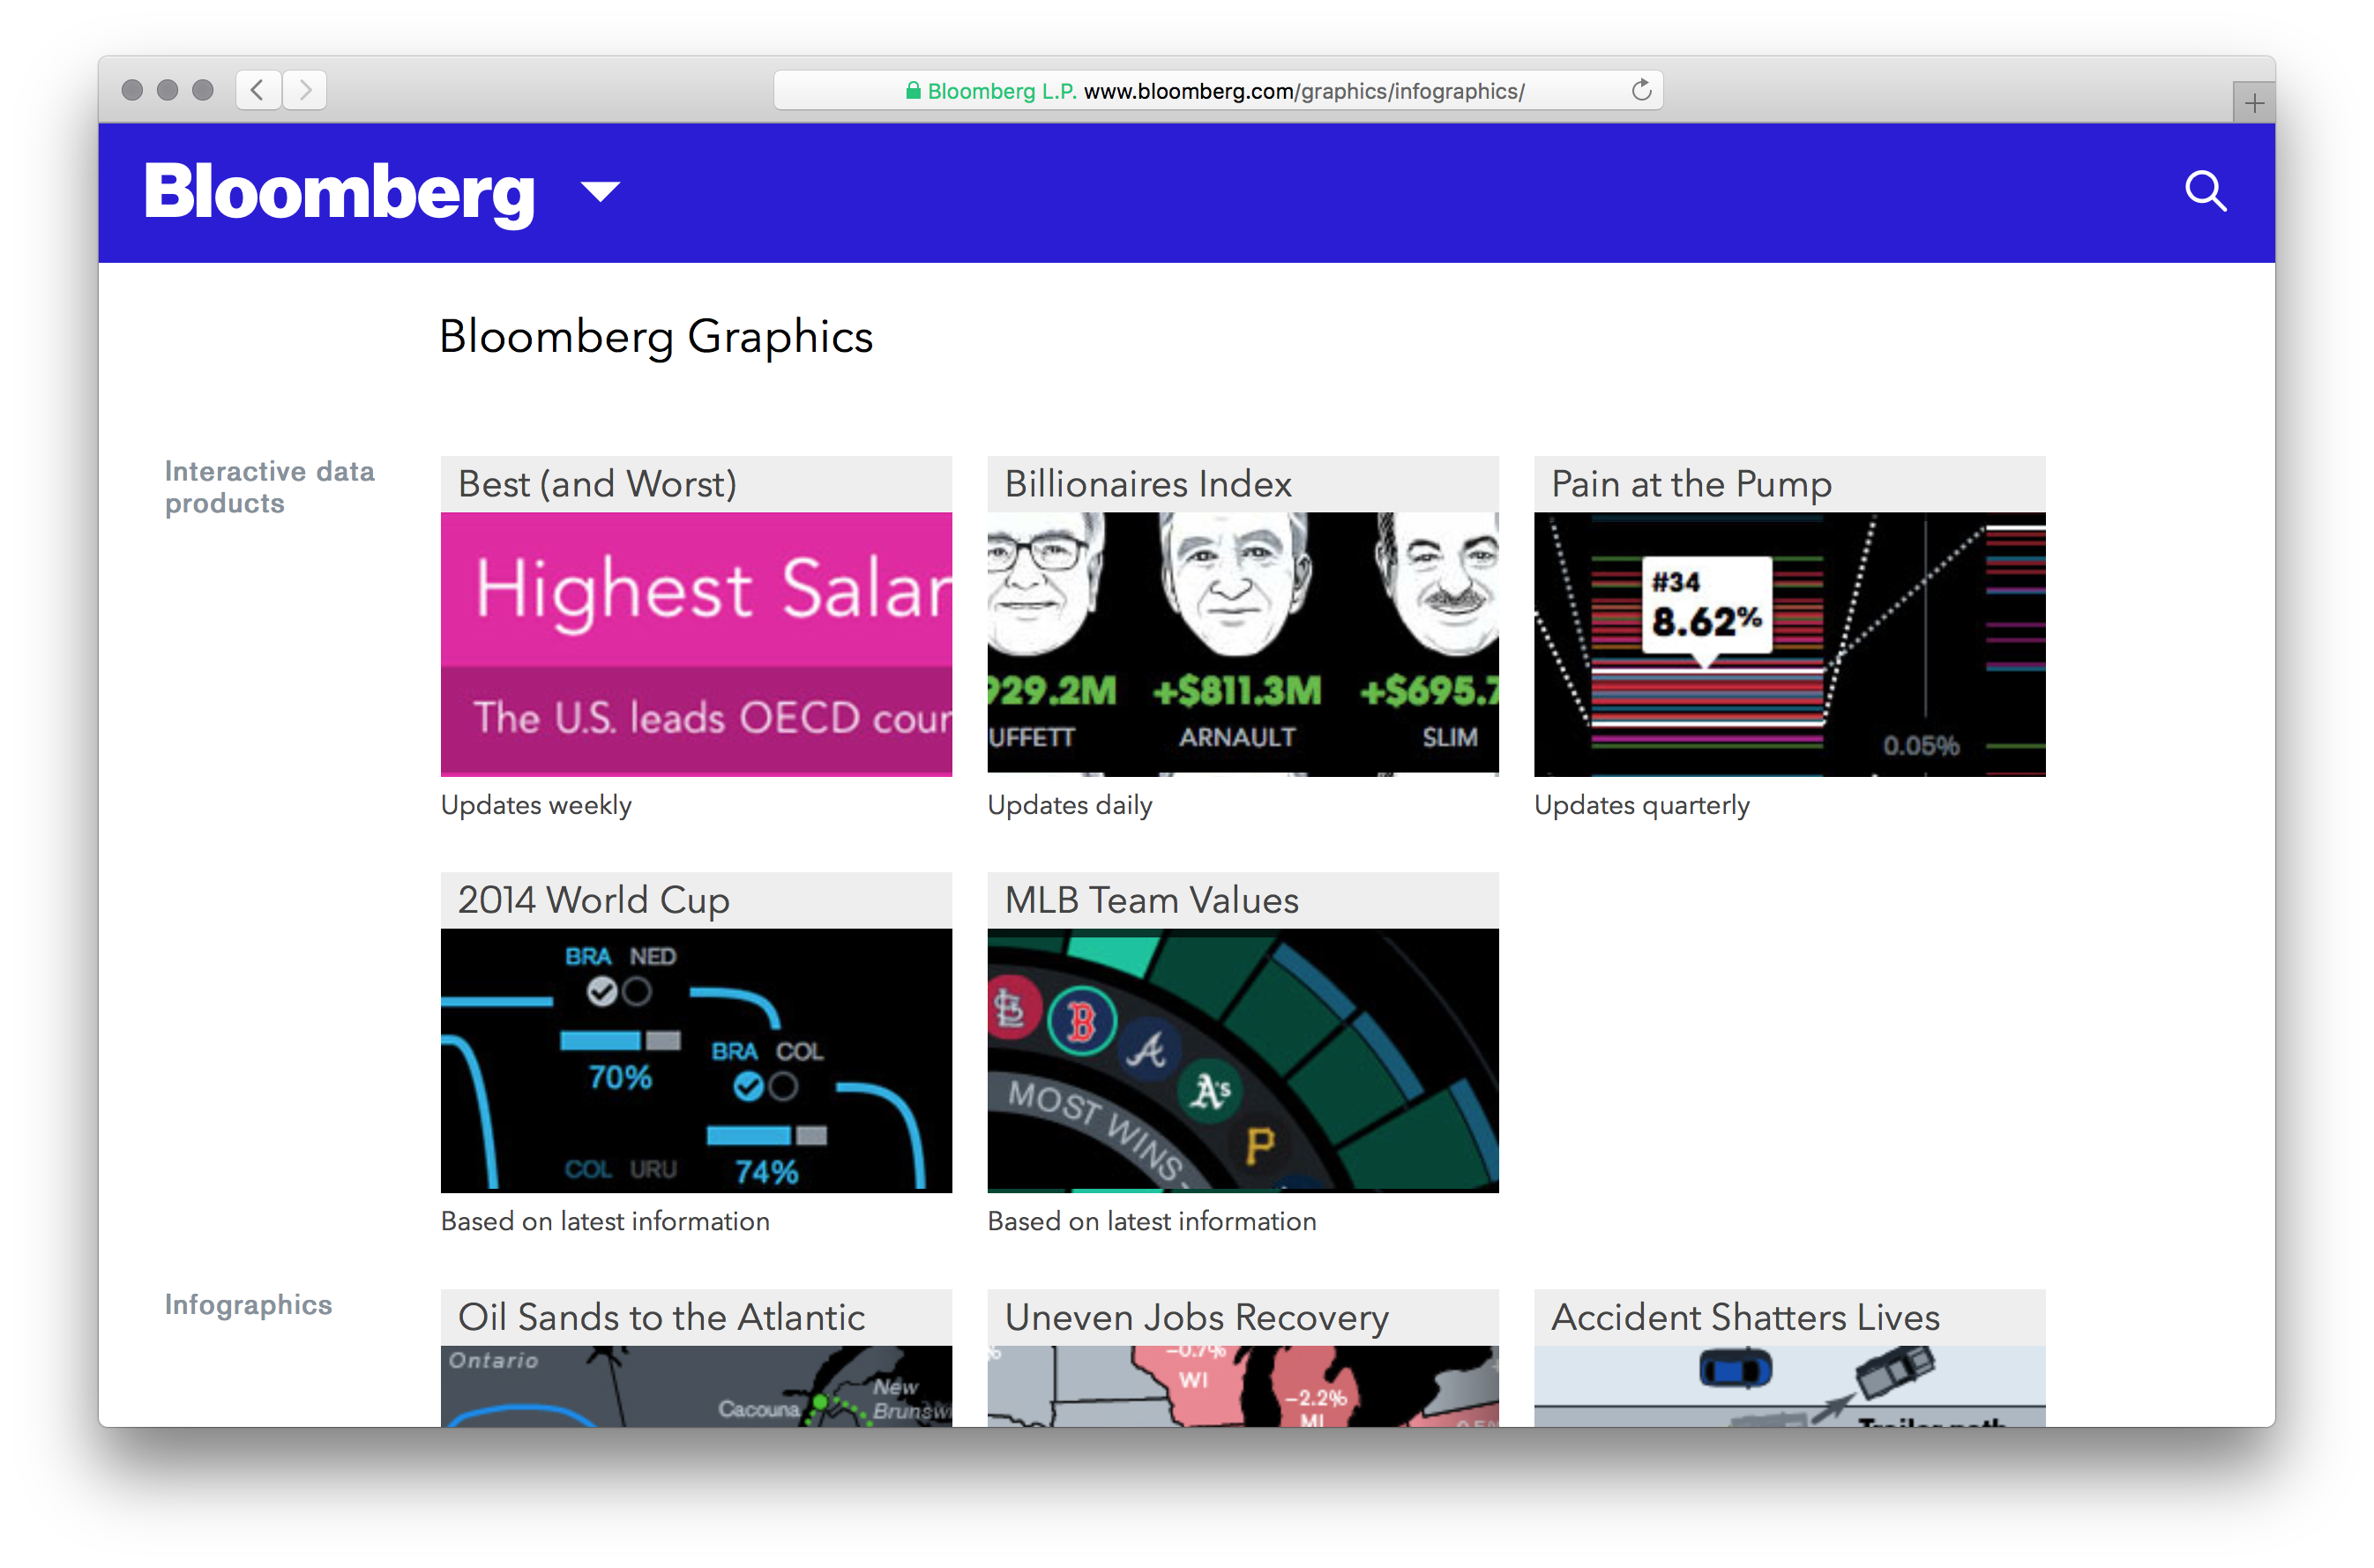 Bloomberg L.P. www.bloomberg.com/graphics/infographics/
Bloomberg
Bloomberg Graphics
Interactive data
products
Best (and Worst)
Highest Salar
The U.S. leads OECD cour
Updates weekly
Billionaires Index
929.2M +$811.3M +$695.7
UFFETT ARNAULT SLIM
Updates daily
Pain at the Pump
#34
8.62%
0.05%
Updates quarterly
2014 World Cup
BRA NED
70%
BRA COL
74%
COL URU
Based on latest information
MLB Team Values
B
A
A's
P
MOST WINS
Based on latest information
Infographics
Oil Sands to the Atlantic
Ontario
New
Brunswi
Cacouna
Uneven Jobs Recovery
-0.7%
WI
-2.2%
MI
Accident Shatters Lives
Trailer path